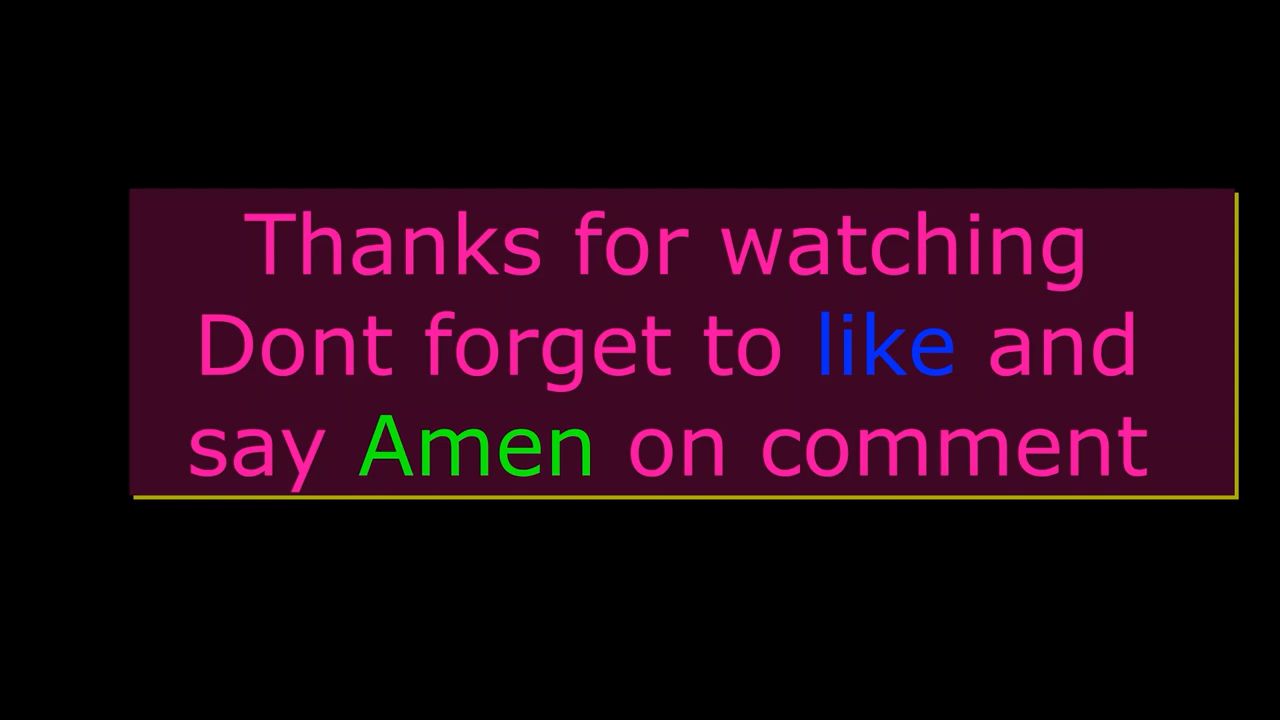 Thanks for watching
Dont forget to like and
say Amen on comment